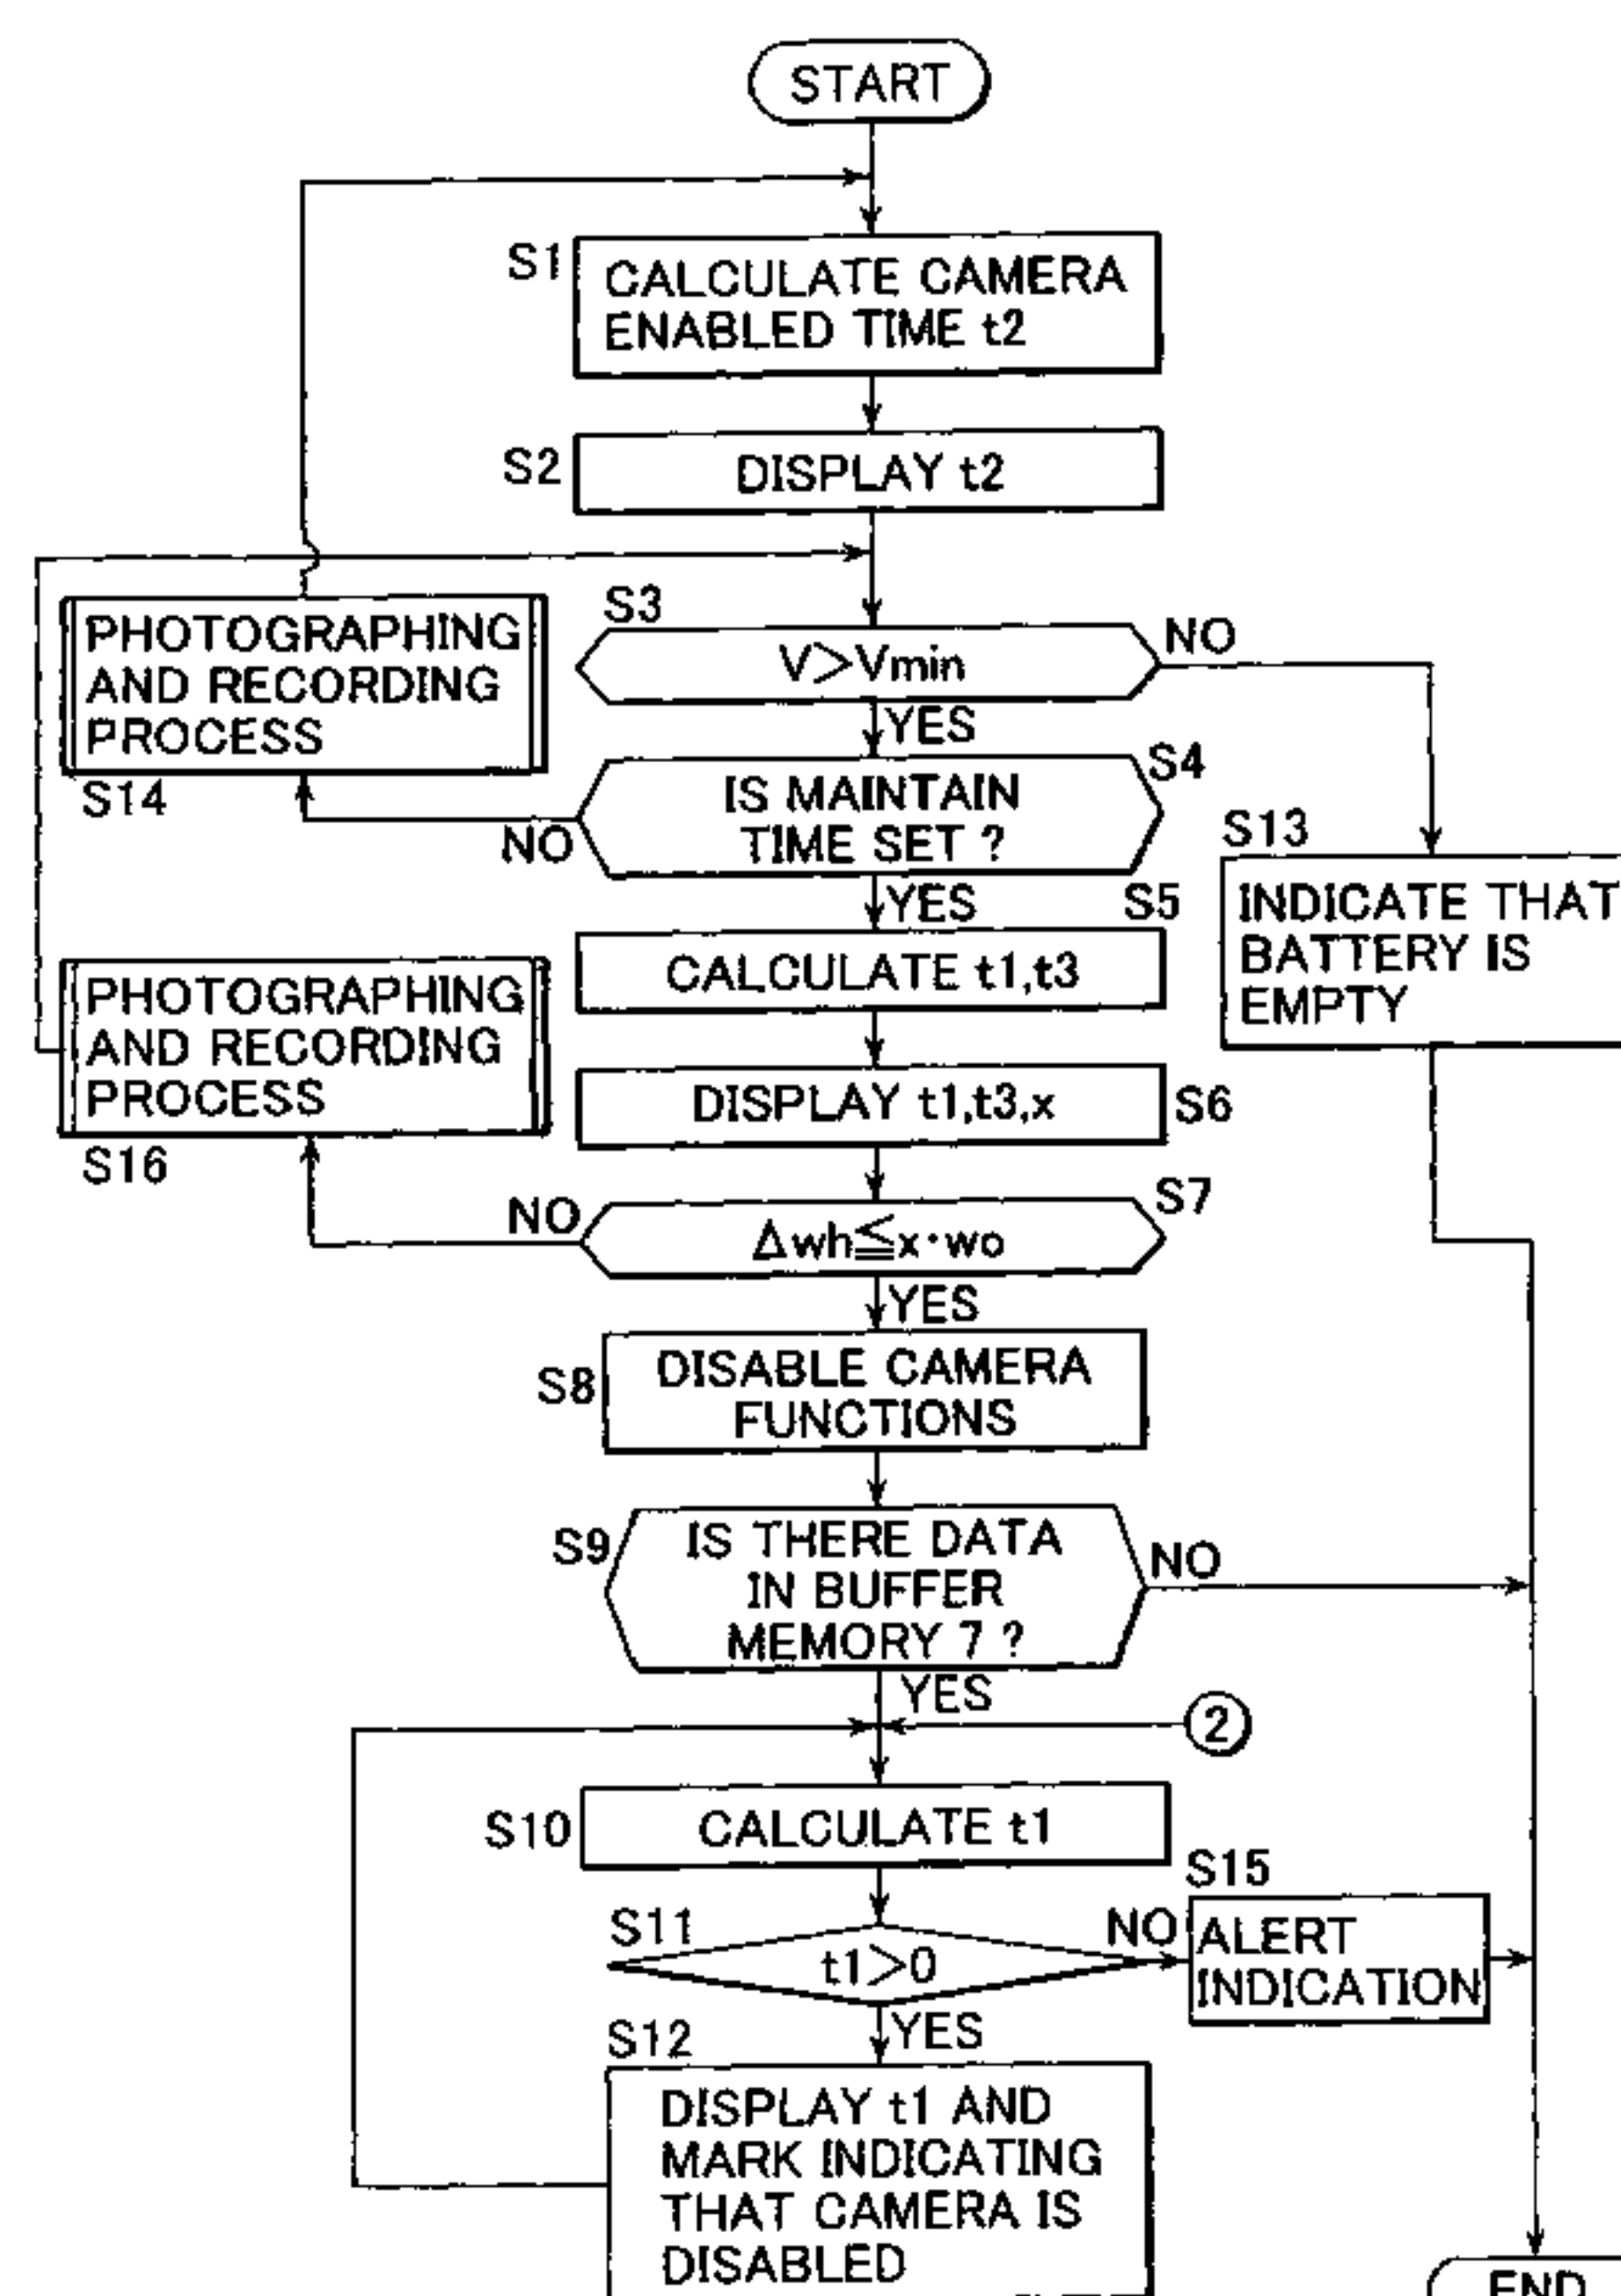 START
S1
CALCULATE CAMERA
ENABLED TIME t2
S2
DISPLAY t2
S3
V>Vmin
NO
YES
PHOTOGRAPHING
AND RECORDING
PROCESS
S14
S4
IS MAINTAIN
TIME SET ?
NO
YES
S13
INDICATE THAT
BATTERY IS
EMPTY
S5
CALCULATE t1,t3
PHOTOGRAPHING
AND RECORDING
PROCESS
S16
DISPLAY t1,t3,x
S6
S7
NO
Δwh≦x·wo
YES
S8
DISABLE CAMERA
FUNCTIONS
S9
IS THERE DATA
IN BUFFER
MEMORY 7 ?
NO
YES
2
S10
CALCULATE t1
S11
t1>0
NO
S15
ALERT
INDICATION
YES
S12
DISPLAY t1 AND
MARK INDICATING
THAT CAMERA IS
DISABLED
END